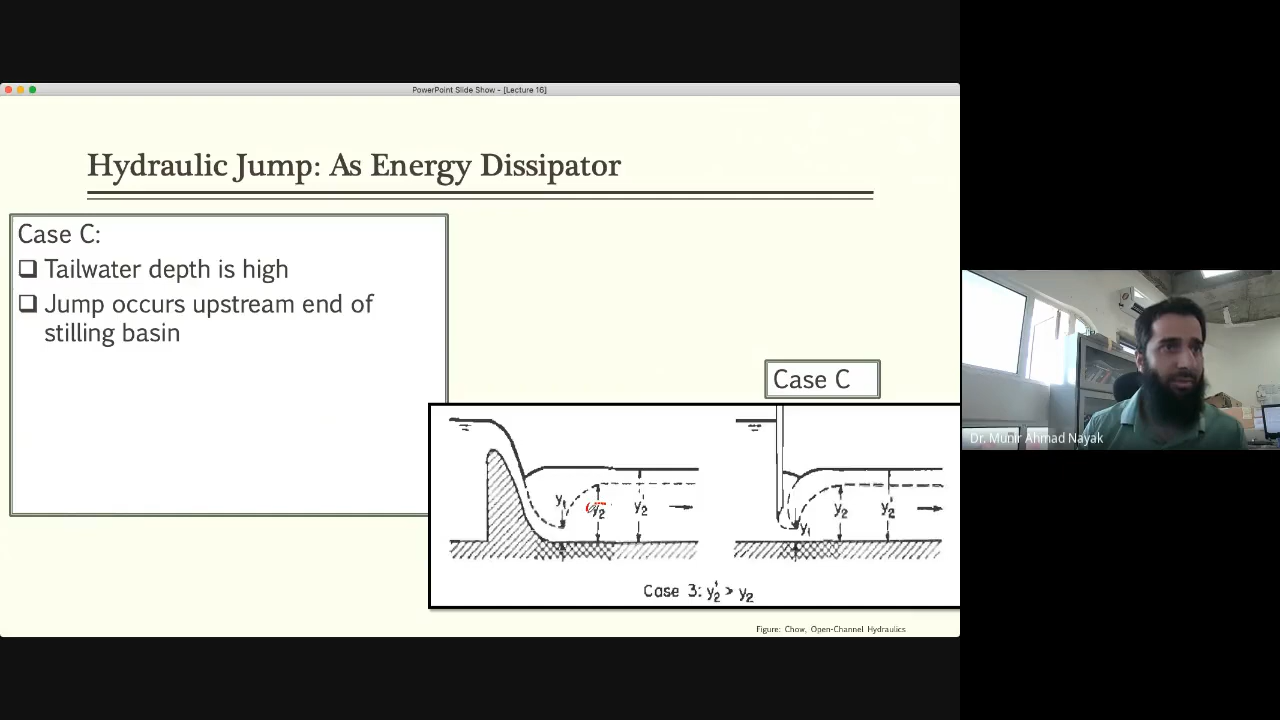 PowerPoint Slide Show - [Lecture 16]
Hydraulic Jump: As Energy Dissipator
Case C:
❑ Tailwater depth is high
❑ Jump occurs upstream end of
stilling basin
Case C
y₁ y₂ y₂'
y₁ y₂ y₂'
Case 3: y₂' > y₂
Figure: Chow, Open-Channel Hydraulics
Dr. Munir Ahmad Nayak